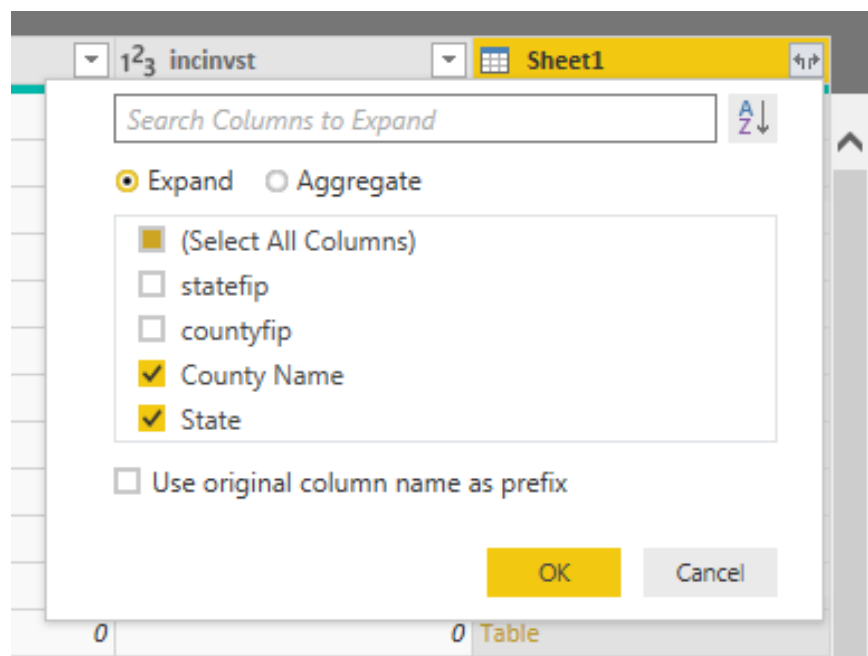 1²3 incinvst Sheet1
Search Columns to Expand
A
Z
Expand Aggregate
(Select All Columns)
statefip
countyfip
County Name
State
Use original column name as prefix
OK Cancel
0 0 Table